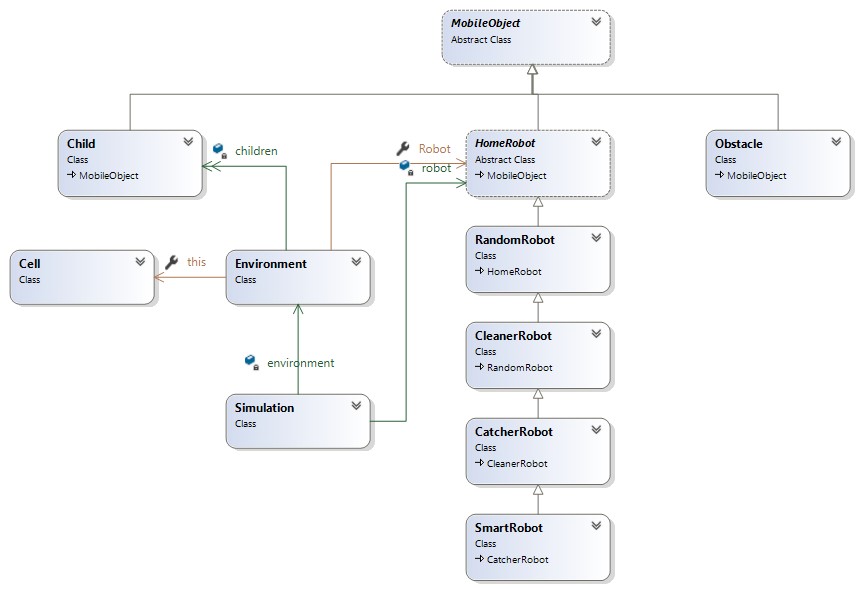 MobileObject
Abstract Class
Child
Class
MobileObject
children
Robot
robot
HomeRobot
Abstract Class
MobileObject
Obstacle
Class
MobileObject
Cell
Class
this
Environment
Class
RandomRobot
Class
HomeRobot
CleanerRobot
Class
RandomRobot
environment
Simulation
Class
CatcherRobot
Class
CleanerRobot
SmartRobot
Class
CatcherRobot